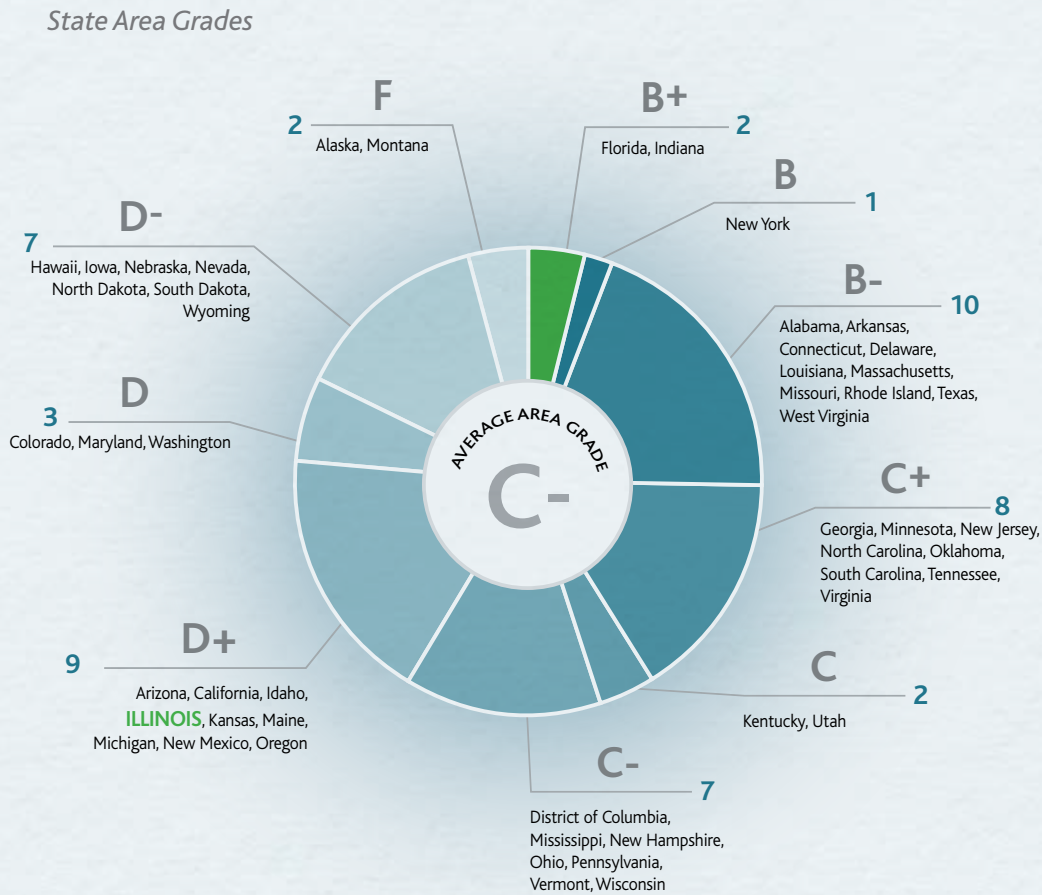 State Area Grades
F
2
Alaska, Montana
B+
2
Florida, Indiana
B
1
New York
B-
10
Alabama, Arkansas,
Connecticut, Delaware,
Louisiana, Massachusetts,
Missouri, Rhode Island, Texas,
West Virginia
C+
8
Georgia, Minnesota, New Jersey,
North Carolina, Oklahoma,
South Carolina, Tennessee,
Virginia
C
2
Kentucky, Utah
C-
7
District of Columbia,
Mississippi, New Hampshire,
Ohio, Pennsylvania,
Vermont, Wisconsin
D+
9
Arizona, California, Idaho,
ILLINOIS, Kansas, Maine,
Michigan, New Mexico, Oregon
D
3
Colorado, Maryland, Washington
D-
7
Hawaii, Iowa, Nebraska, Nevada,
North Dakota, South Dakota,
Wyoming
AVERAGE AREA GRADE
C-